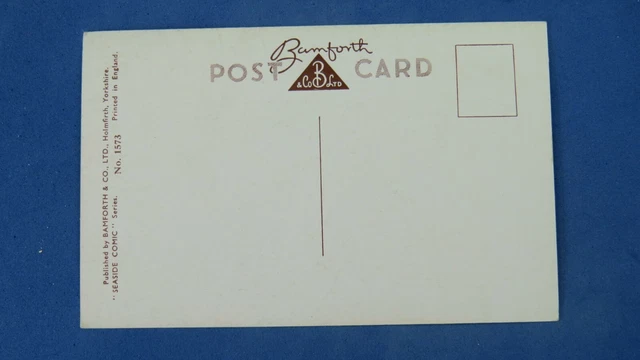 Bamforth
POST CARD
B
& Co LTD
Published by BAMFORTH & CO., LTD., Holmfirth, Yorkshire.
"SEASIDE COMIC" Series. No. 1573 Printed in England.